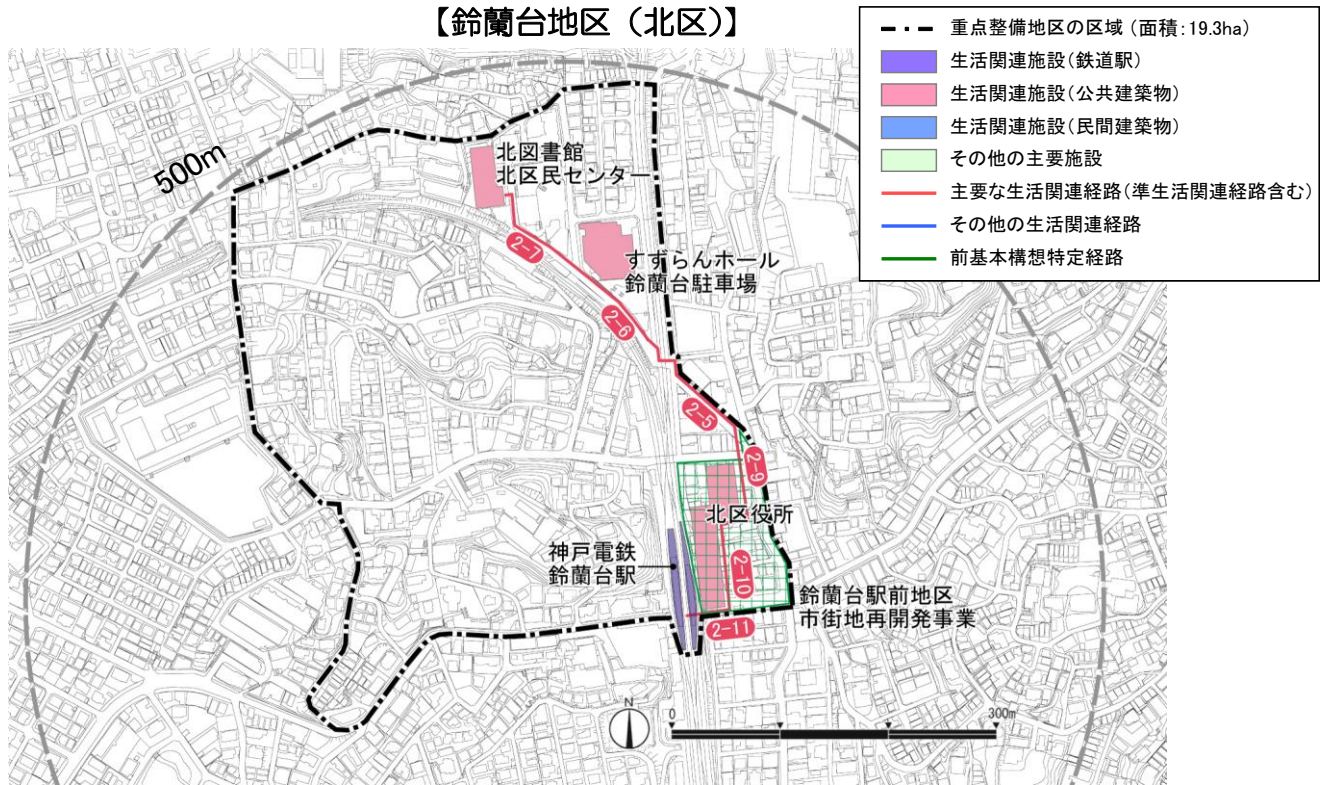 【鈴蘭台地区（北区）】
重点整備地区の区域（面積：19.3ha）
生活関連施設（鉄道駅）
生活関連施設（公共建築物）
生活関連施設（民間建築物）
その他の主要施設
主要な生活関連経路（準生活関連経路含む）
その他の生活関連経路
前基本構想特定経路
500m
北図書館
北区民センター
2-7
すずらんホール
鈴蘭台駐車場
2-6
2-5
2-9
北区役所
神戸電鉄
鈴蘭台駅
2-10
鈴蘭台駅前地区
市街地再開発事業
2-11
N
0
300m